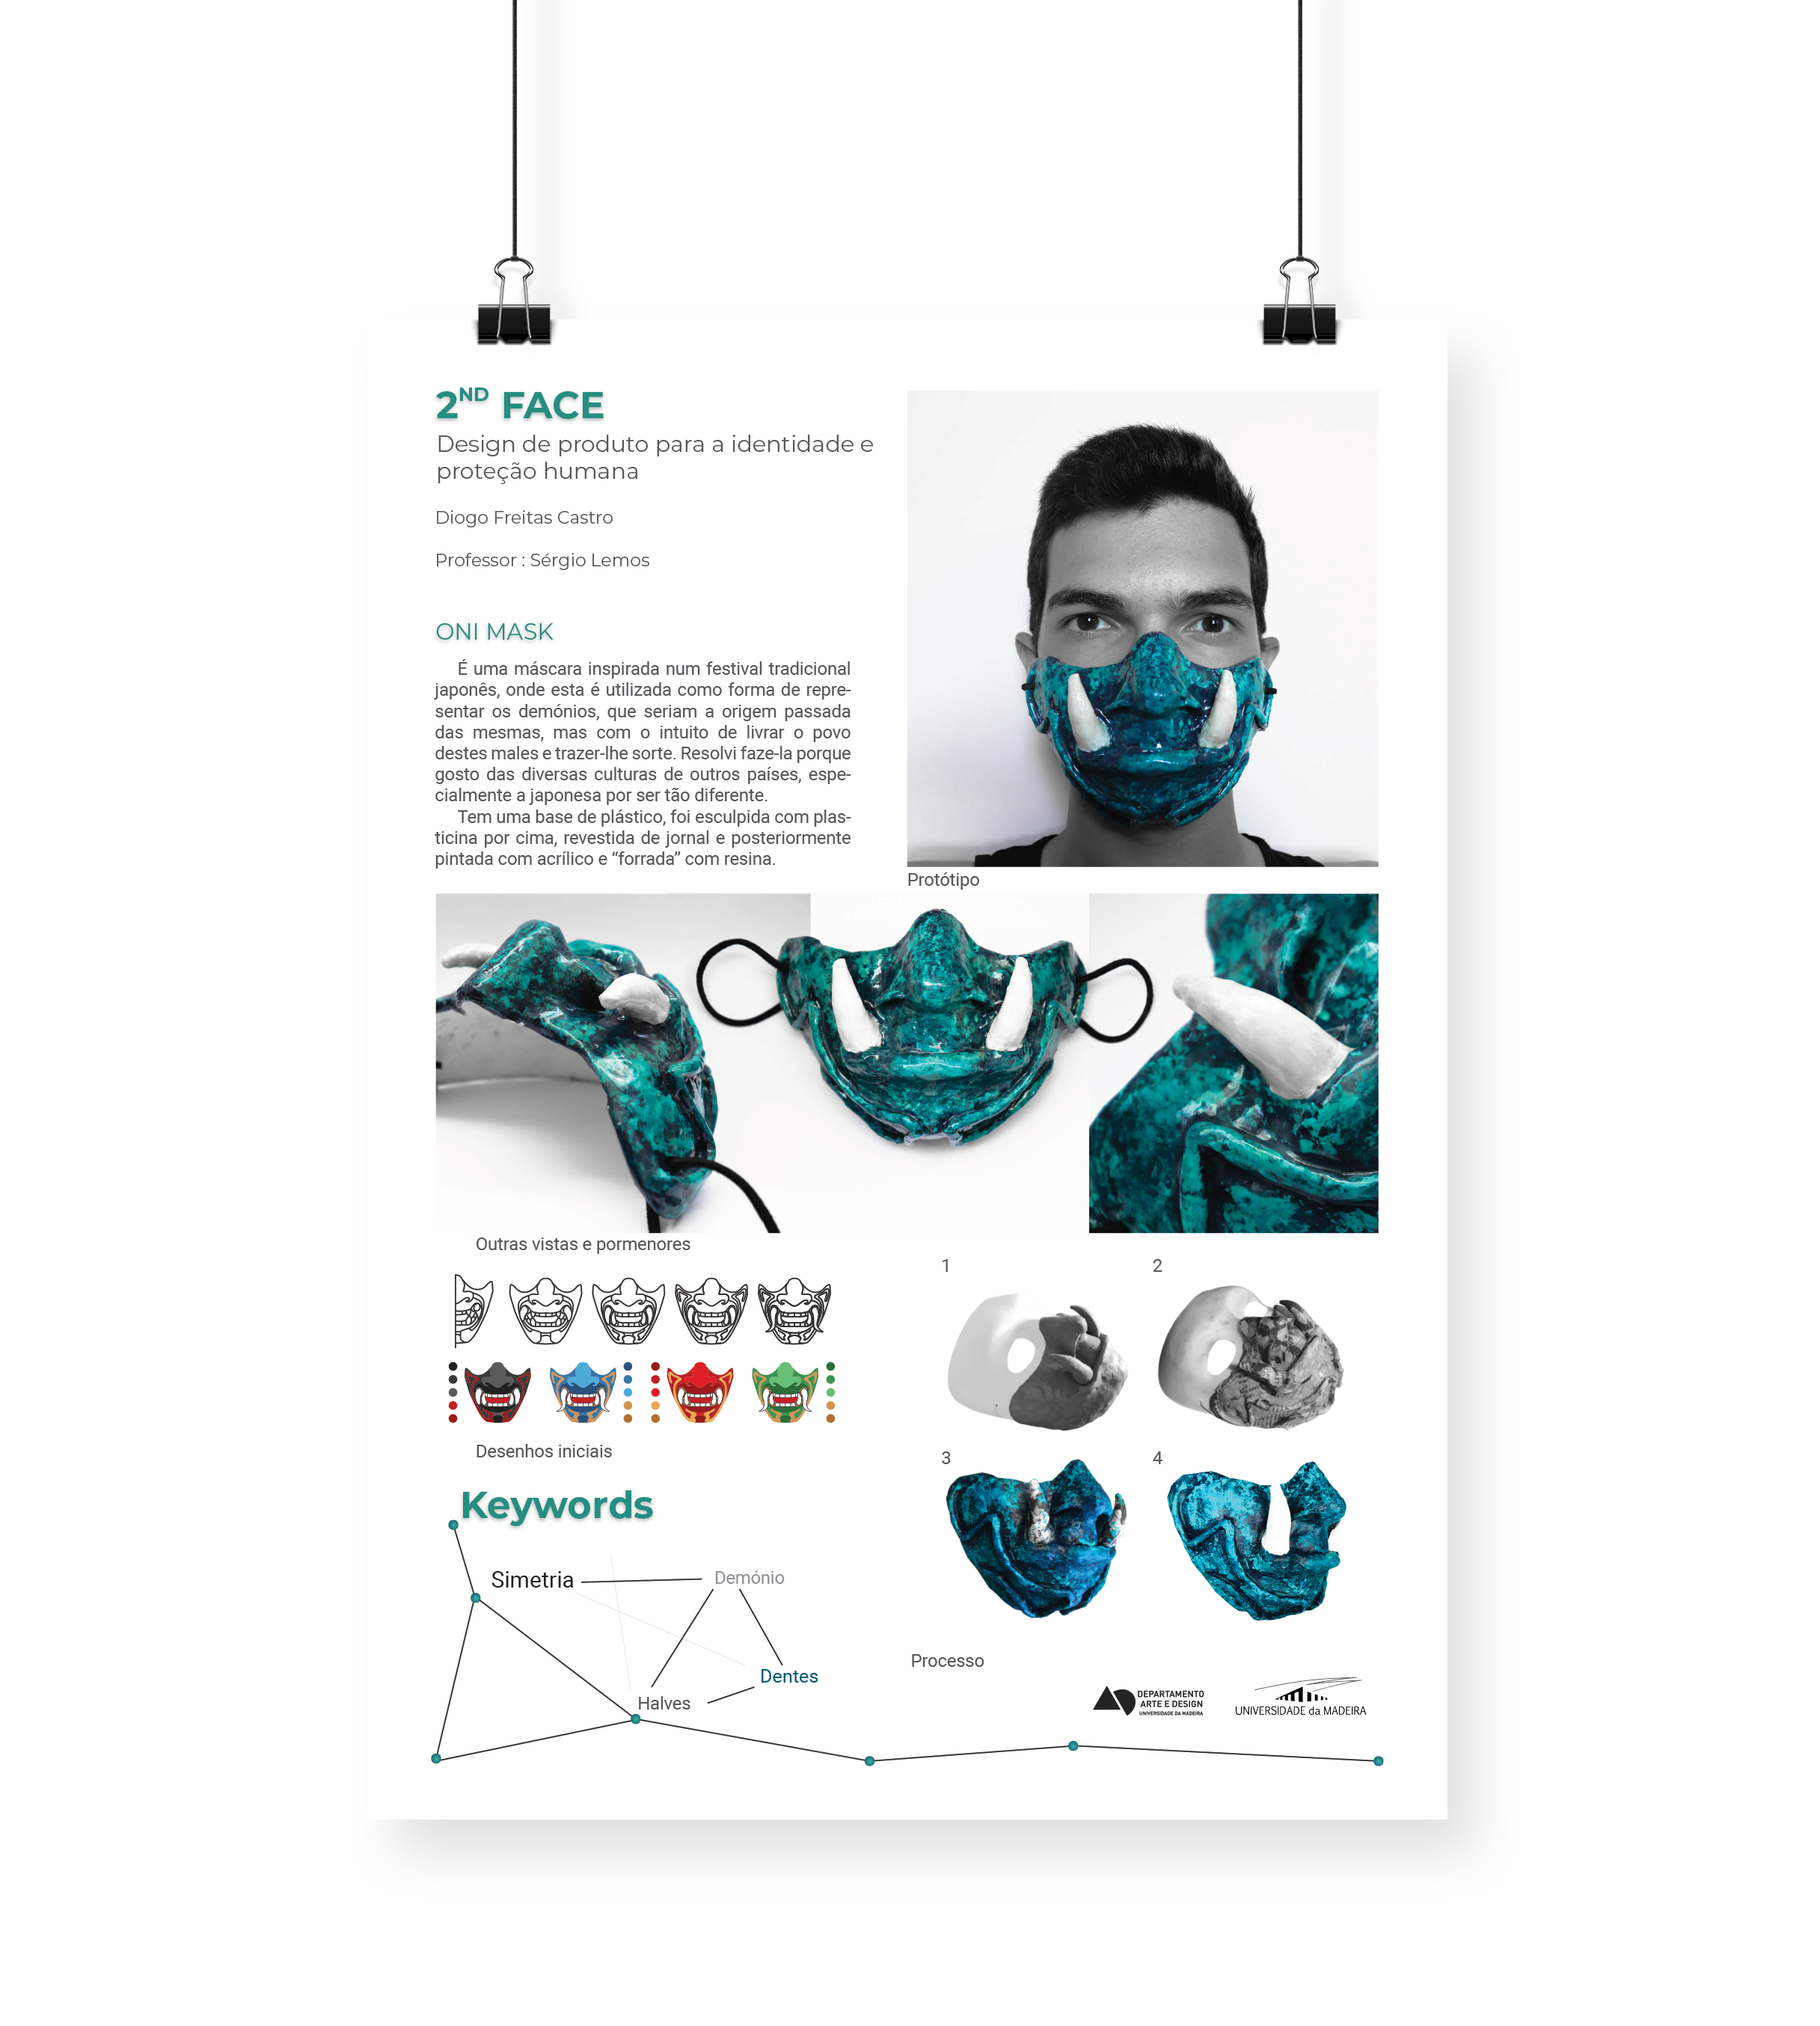 2ND FACE
Design de produto para a identidade e
proteção humana
Diogo Freitas Castro
Professor : Sérgio Lemos
ONI MASK
É uma máscara inspirada num festival tradicional
japonês, onde esta é utilizada como forma de repre-
sentar os demónios, que seriam a origem passada
das mesmas, mas com o intuito de livrar o povo
destes males e trazer-lhe sorte. Resolvi faze-la porque
gosto das diversas culturas de outros países, espe-
cialmente a japonesa por ser tão diferente.
Tem uma base de plástico, foi esculpida com plas-
ticina por cima, revestida de jornal e posteriormente
pintada com acrílico e “forrada” com resina.
Protótipo
Outras vistas e pormenores
Desenhos iniciais
Keywords
Simetria
Demónio
Dentes
Halves
1
2
3
4
Processo
DEPARTAMENTO
ARTE E DESIGN
UNIVERSIDADE DA MADEIRA
UNIVERSIDADE da MADEIRA